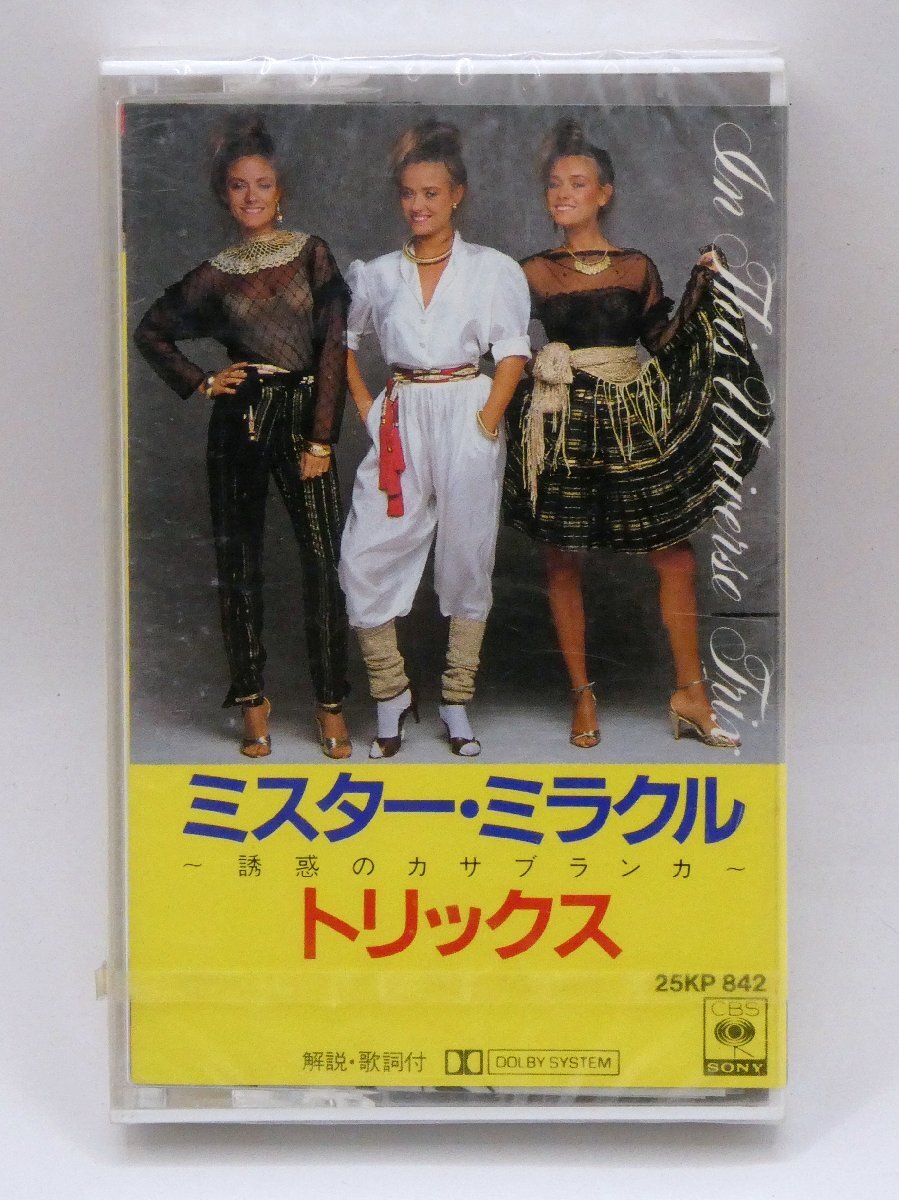 In This Universe Trix
ミスター・ミラクル
～誘惑のカサブランカ～
トリックス
25KP 842
CBS
SONY
解説・歌詞付
DOLBY SYSTEM